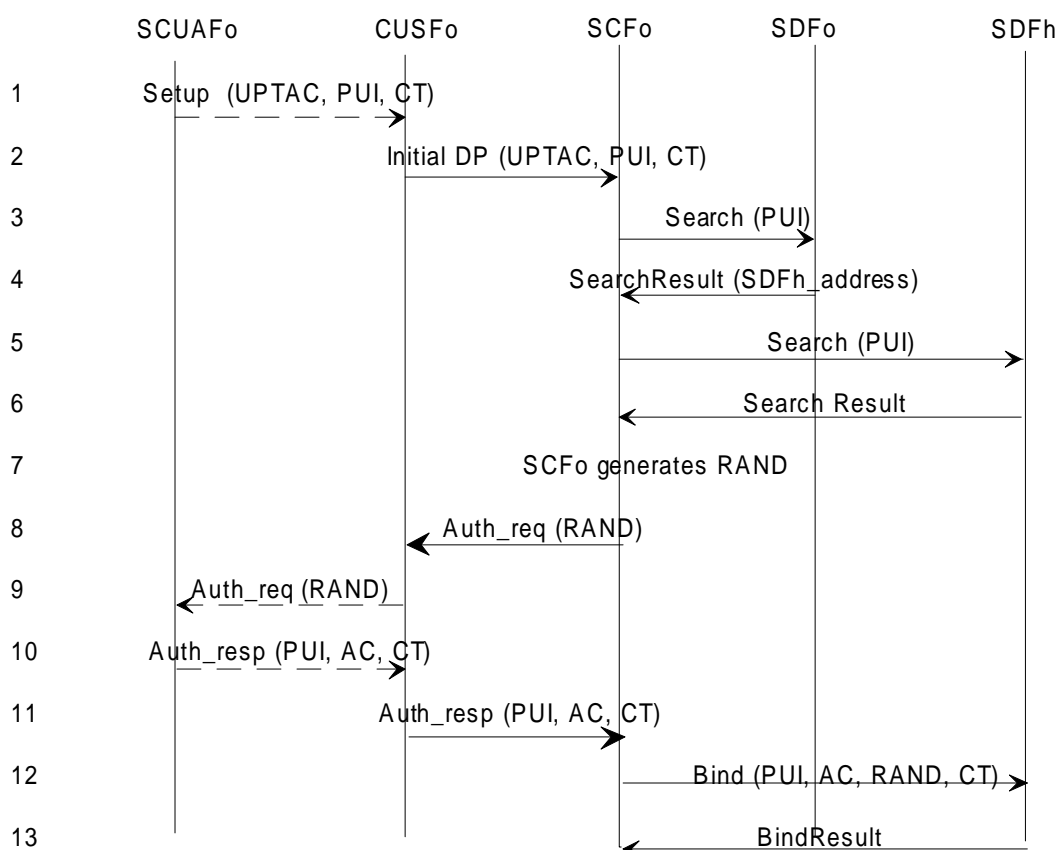 SCUAFo CUSFo SCFo SDFo SDFh
1 Setup (UPTAC, PUI, CT)
2 Initial DP (UPTAC, PUI, CT)
3 Search (PUI)
4 SearchResult (SDFh_address)
5 Search (PUI)
6 Search Result
7 SCFo generates RAND
8 Auth_req (RAND)
9 Auth_req (RAND)
10 Auth_resp (PUI, AC, CT)
11 Auth_resp (PUI, AC, CT)
12 Bind (PUI, AC, RAND, CT)
13 BindResult